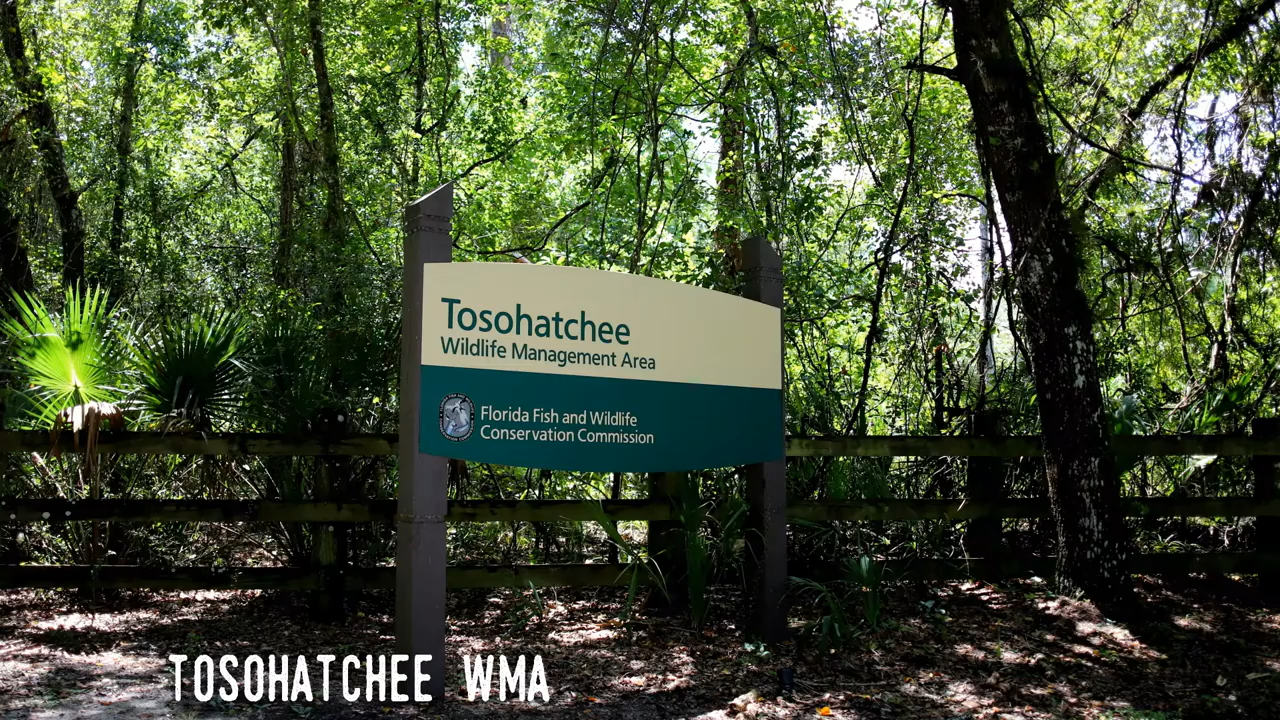 Tosohatchee
Wildlife Management Area
Florida Fish and Wildlife
Conservation Commission
TOSOHATCHEE WMA